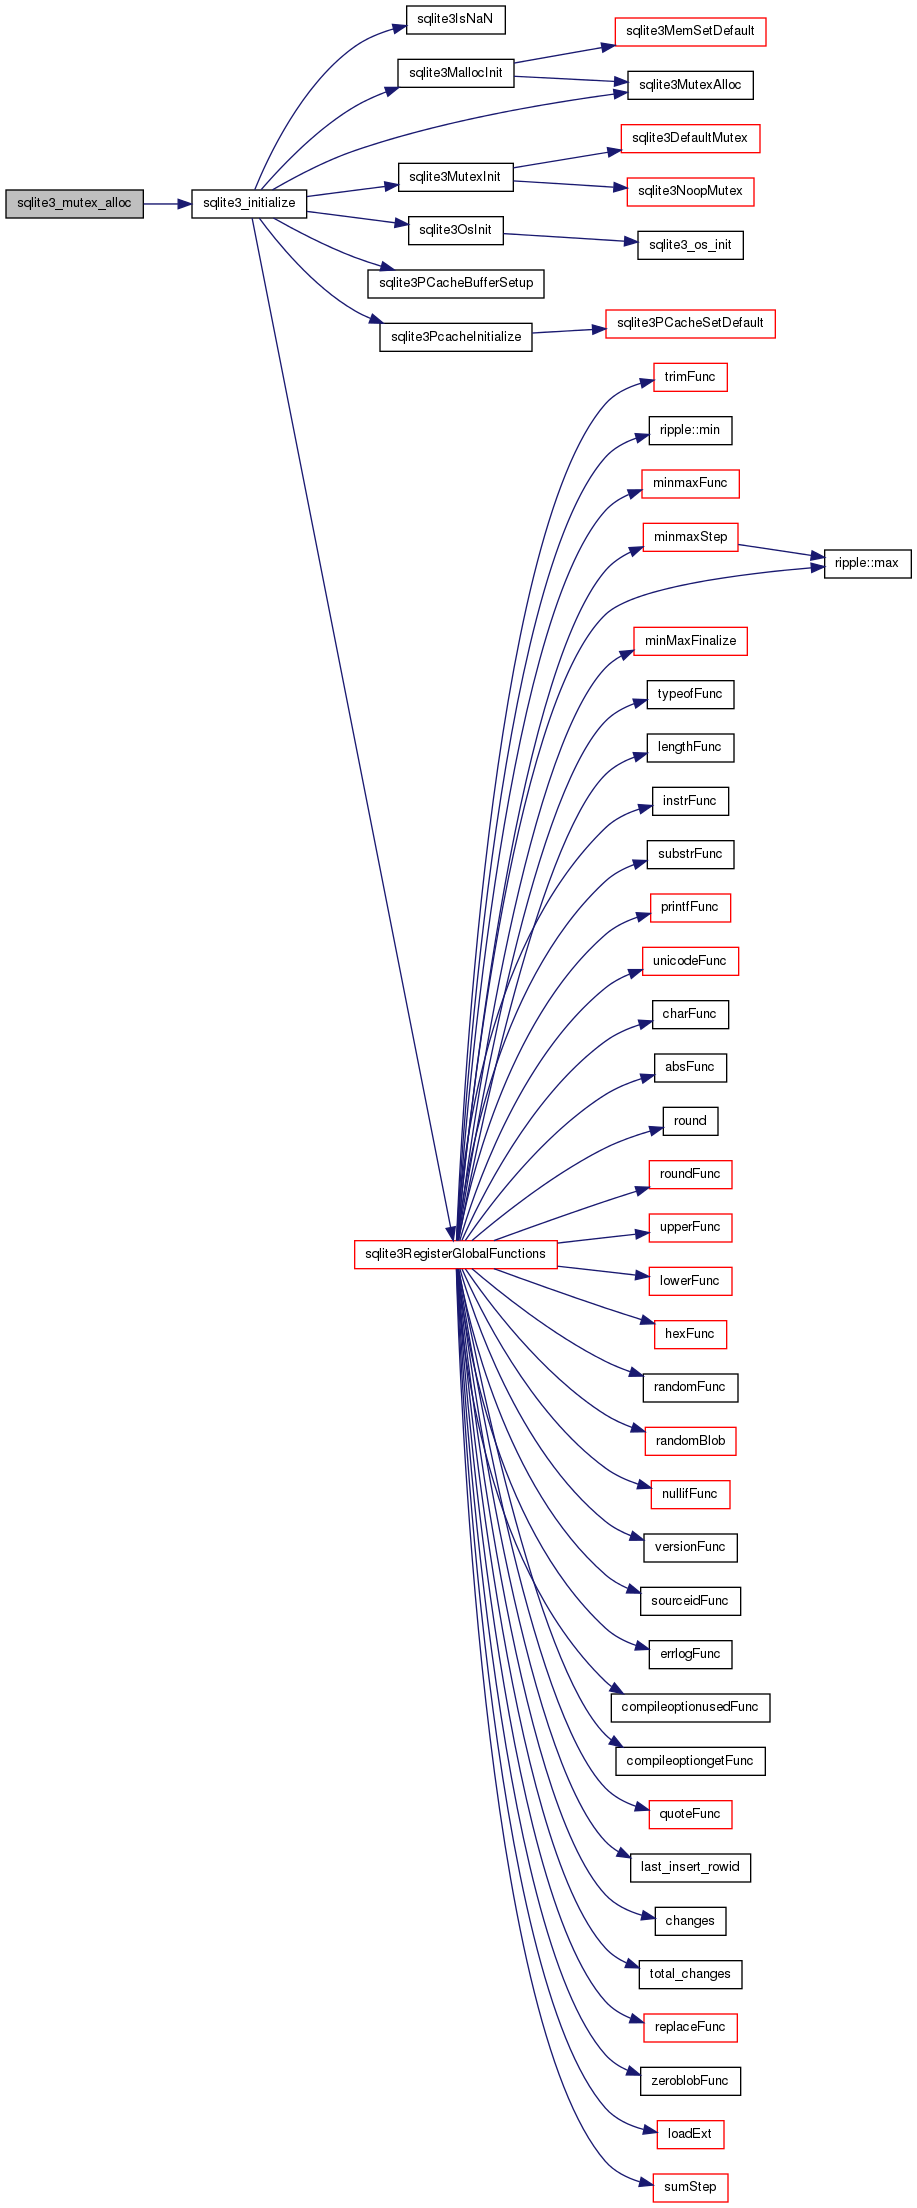 sqlite3IsNaN
sqlite3MemSetDefault
sqlite3MallocInit
sqlite3MutexAlloc
sqlite3DefaultMutex
sqlite3MutexInit
sqlite3NoopMutex
sqlite3_mutex_alloc
sqlite3_initialize
sqlite3OsInit
sqlite3_os_init
sqlite3PCacheBufferSetup
sqlite3PCacheSetDefault
sqlite3PcacheInitialize
trimFunc
ripple::min
minmaxFunc
minmaxStep
ripple::max
minMaxFinalize
typeofFunc
lengthFunc
instrFunc
substrFunc
printfFunc
unicodeFunc
charFunc
absFunc
round
roundFunc
upperFunc
sqlite3RegisterGlobalFunctions
lowerFunc
hexFunc
randomFunc
randomBlob
nullifFunc
versionFunc
sourceidFunc
errlogFunc
compileoptionusedFunc
compileoptiongetFunc
quoteFunc
last_insert_rowid
changes
total_changes
replaceFunc
zeroblobFunc
loadExt
sumStep